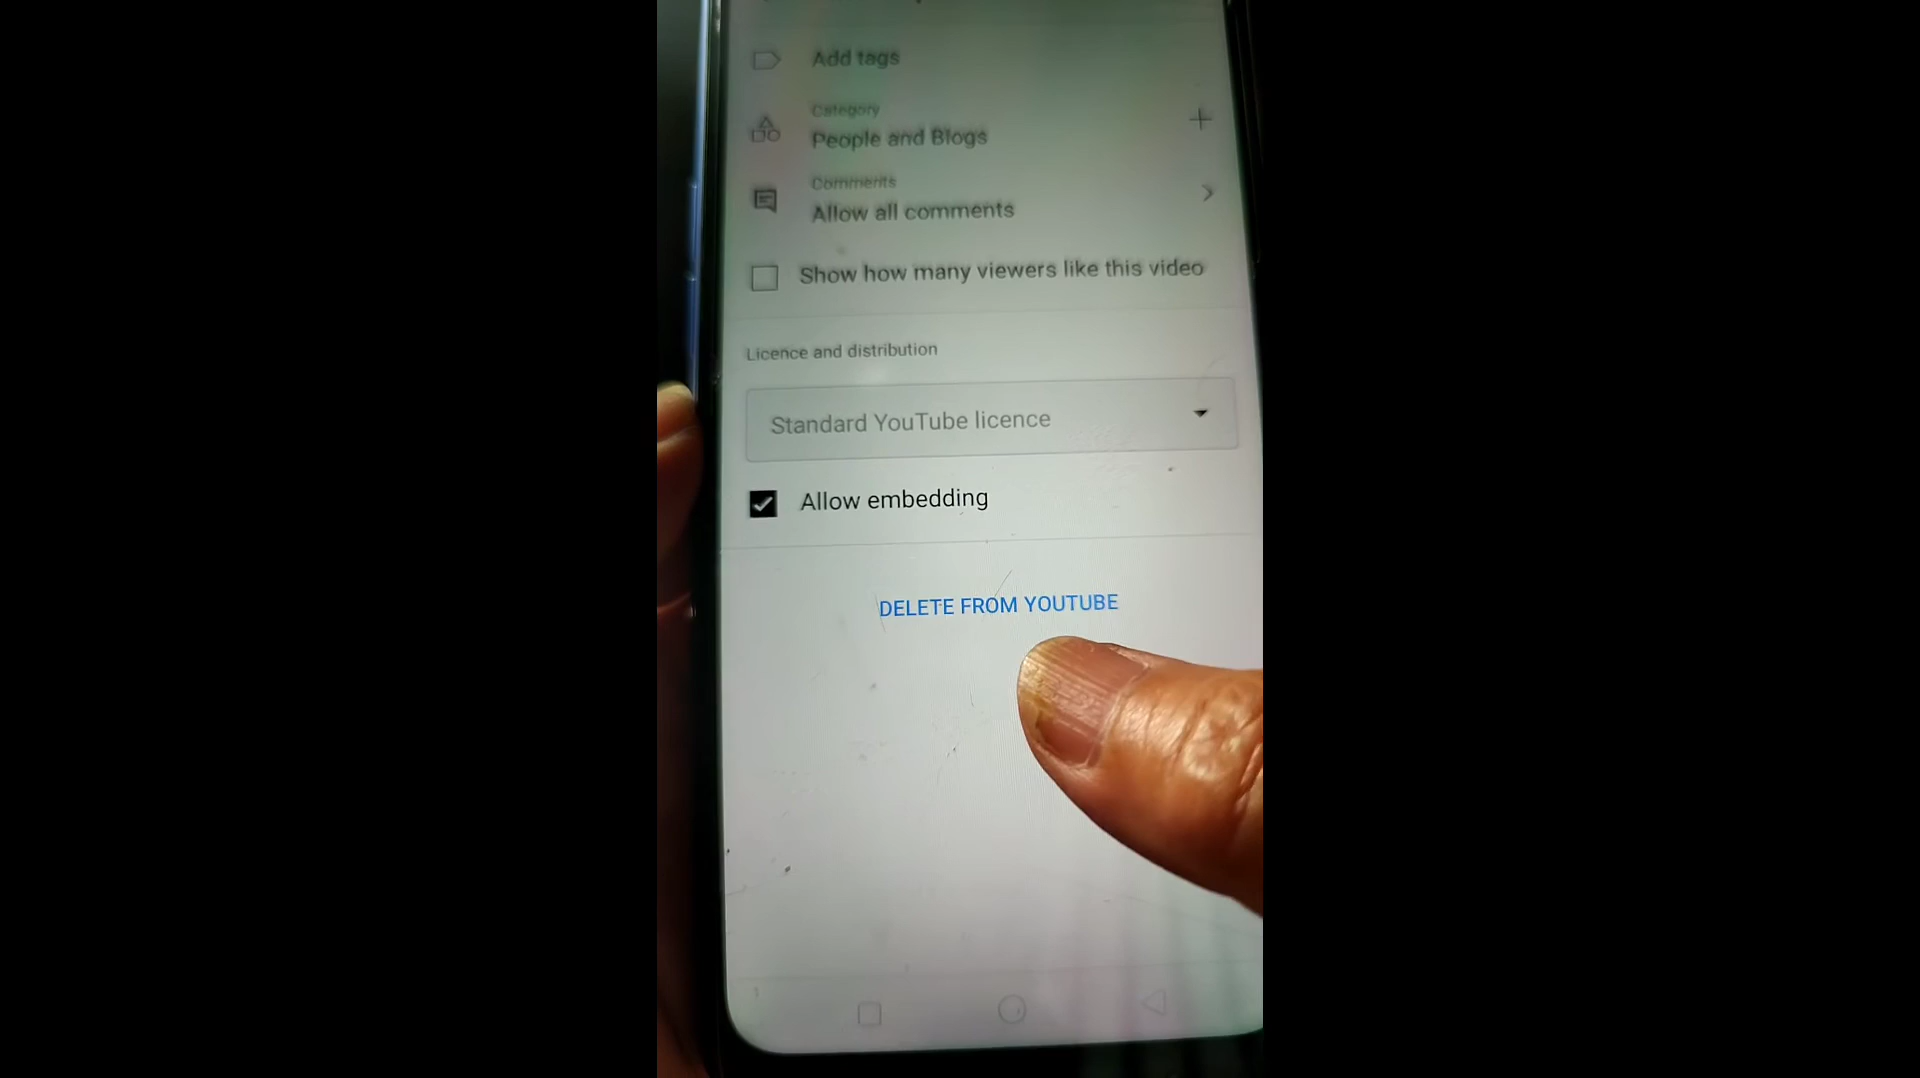 Add tags
Category
People and Blogs
Comments
Allow all comments
Show how many viewers like this video
Licence and distribution
Standard YouTube licence
Allow embedding
DELETE FROM YOUTUBE